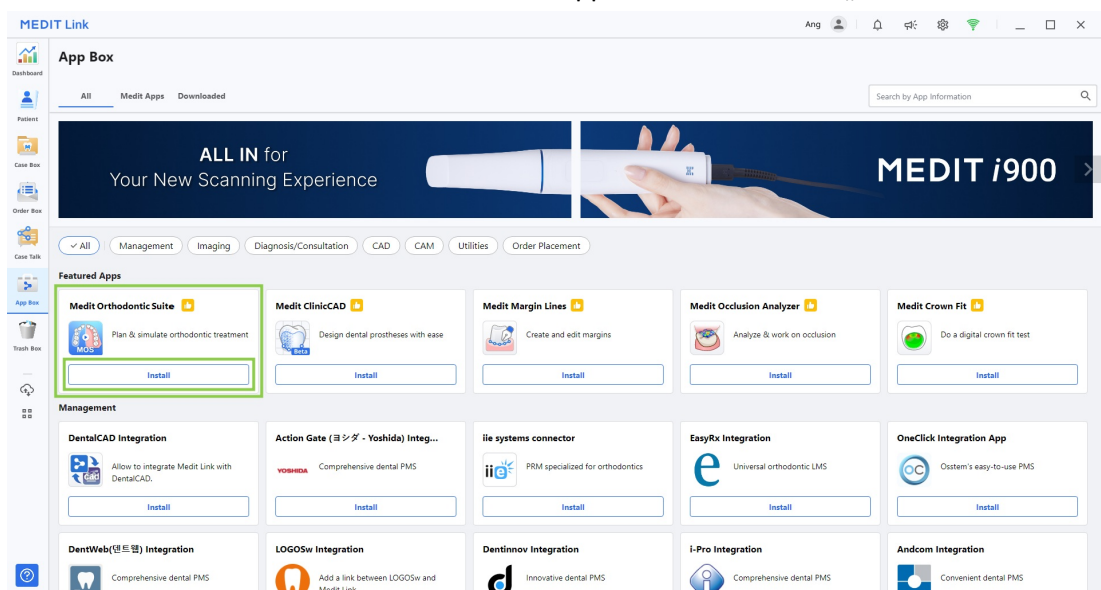 MEDIT Link
Ang
Dashboard
App Box
Patient
All Medit Apps Downloaded
Search by App Information
Case Box
ALL IN for
Your New Scanning Experience
MEDIT i900
Order Box
Case Talk
All Management Imaging Diagnosis/Consultation CAD CAM Utilities Order Placement
App Box
Featured Apps
Medit Orthodontic Suite
MOS
Plan & simulate orthodontic treatment
Install
Medit ClinicCAD
Beta
Design dental prostheses with ease
Install
Medit Margin Lines
Create and edit margins
Install
Medit Occlusion Analyzer
Analyze & work on occlusion
Install
Medit Crown Fit
Do a digital crown fit test
Install
Trash Box
Management
DentalCAD Integration
Cad
Allow to integrate Medit Link with
DentalCAD.
Install
Action Gate (ヨシダ - Yoshida) Integ...
YOSHIDA
Comprehensive dental PMS
Install
iie systems connector
iie
PRM specialized for orthodontics
Install
EasyRx Integration
e
Universal orthodontic LMS
Install
OneClick Integration App
OC
Osstem's easy-to-use PMS
Install
DentWeb(덴트웹) Integration
Comprehensive dental PMS
LOGOSw Integration
Add a link between LOGOSw and
Medit Link
Dentinnov Integration
d
Innovative dental PMS
i-Pro Integration
i
Comprehensive dental PMS
Andcom Integration
Convenient dental PMS